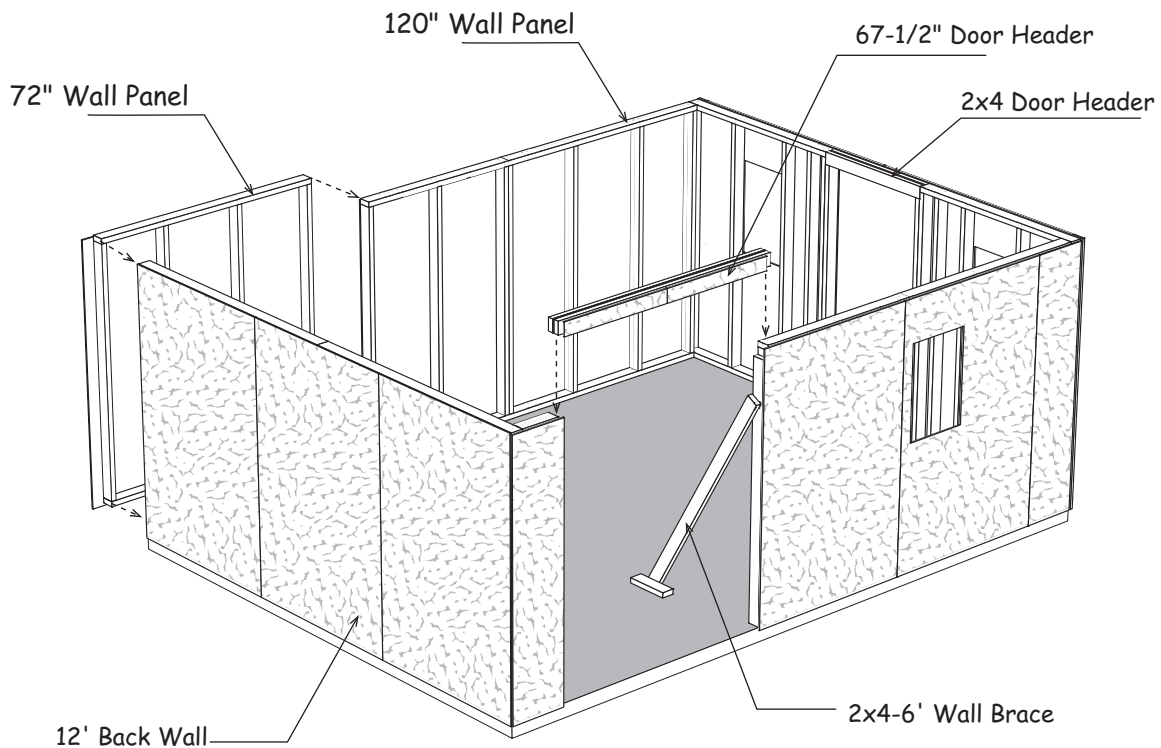 120" Wall Panel
67-1/2" Door Header
72" Wall Panel
2x4 Door Header
2x4-6' Wall Brace
12' Back Wall